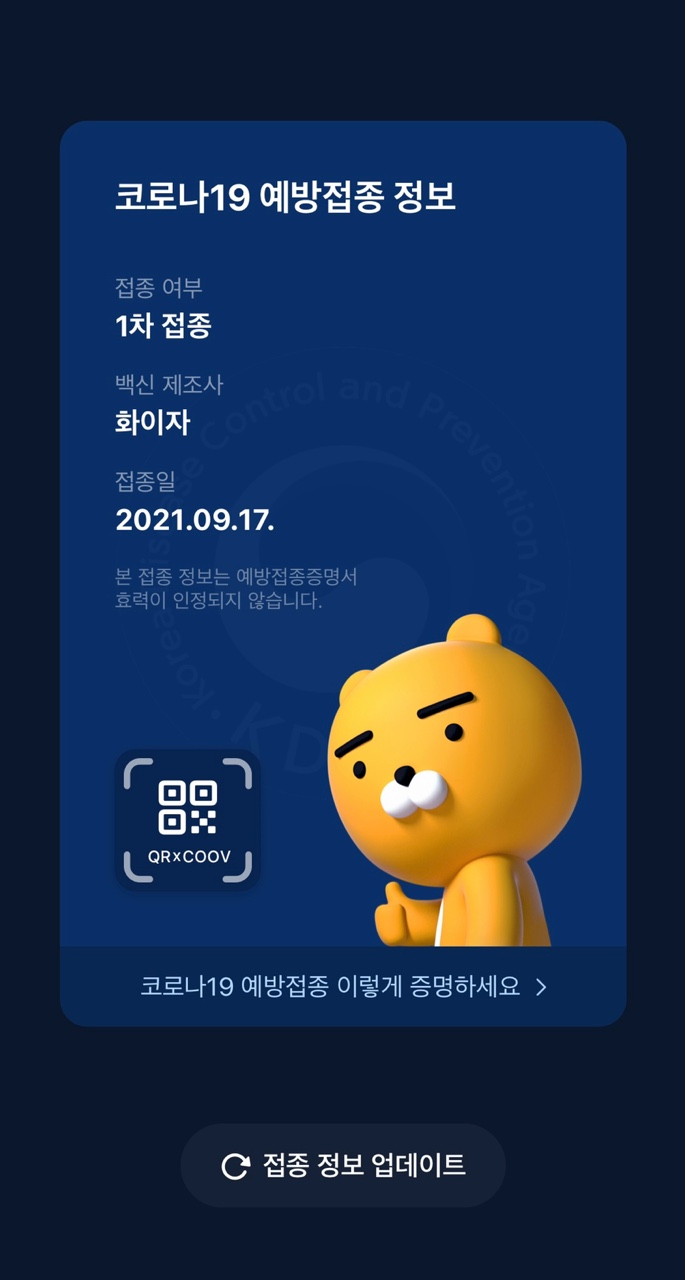 코로나19 예방접종 정보
접종 여부
1차 접종
백신 제조사
화이자
접종일
2021.09.17.
본 접종 정보는 예방접종증명서
효력이 인정되지 않습니다.
Korea Disease Control and Prevention Age
KD
QRxCOOV
코로나19 예방접종 이렇게 증명하세요 >
접종 정보 업데이트